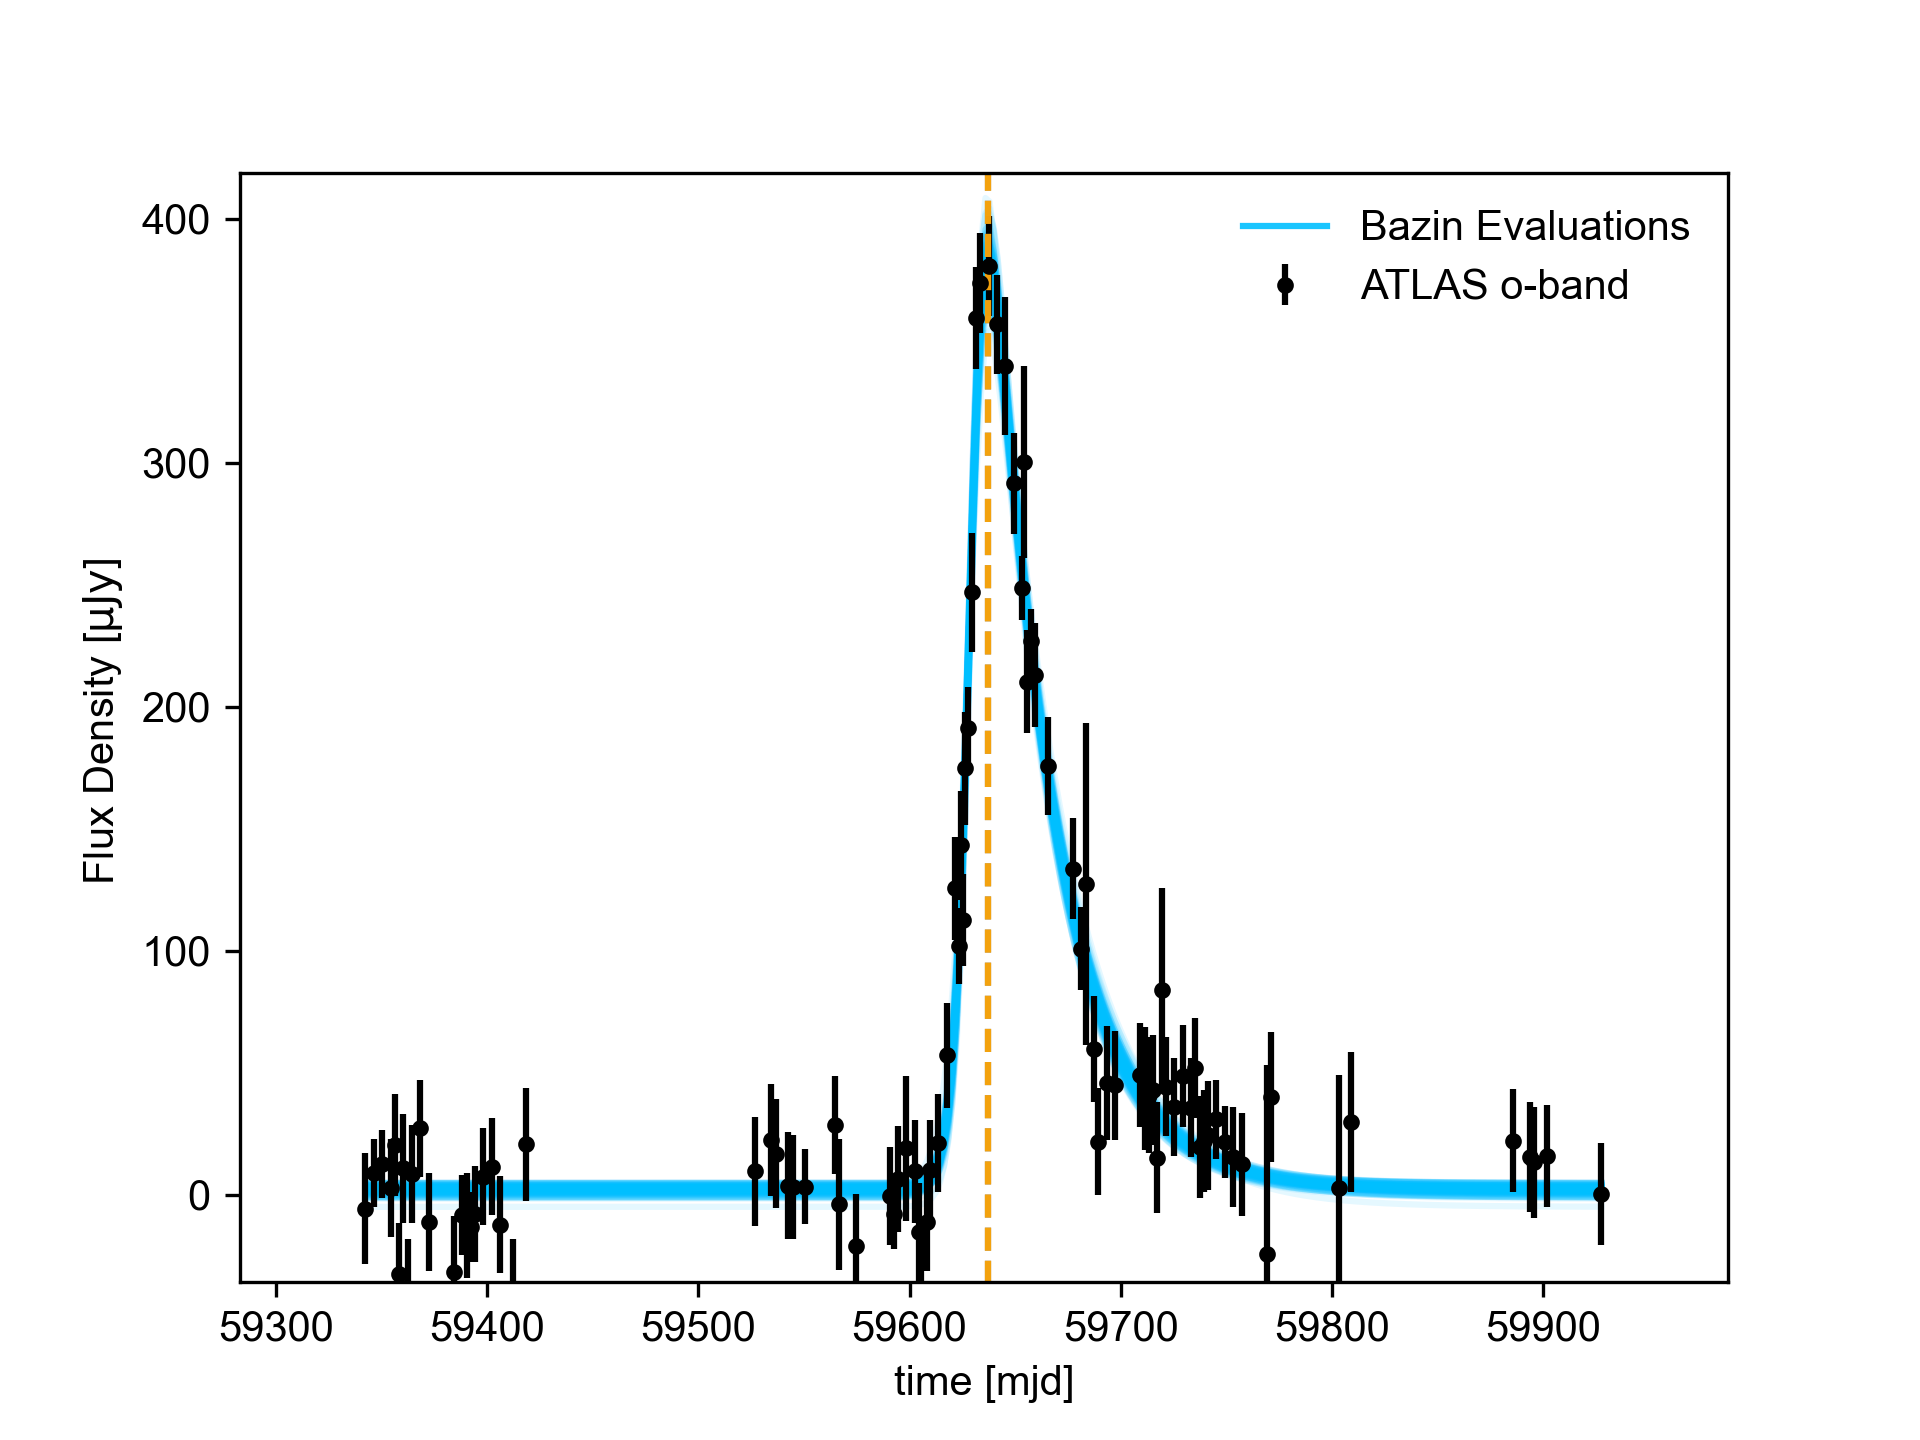 400
300
200
100
0
Flux Density [µJy]
Bazin Evaluations
ATLAS o-band
59300 59400 59500 59600 59700 59800 59900
time [mjd]